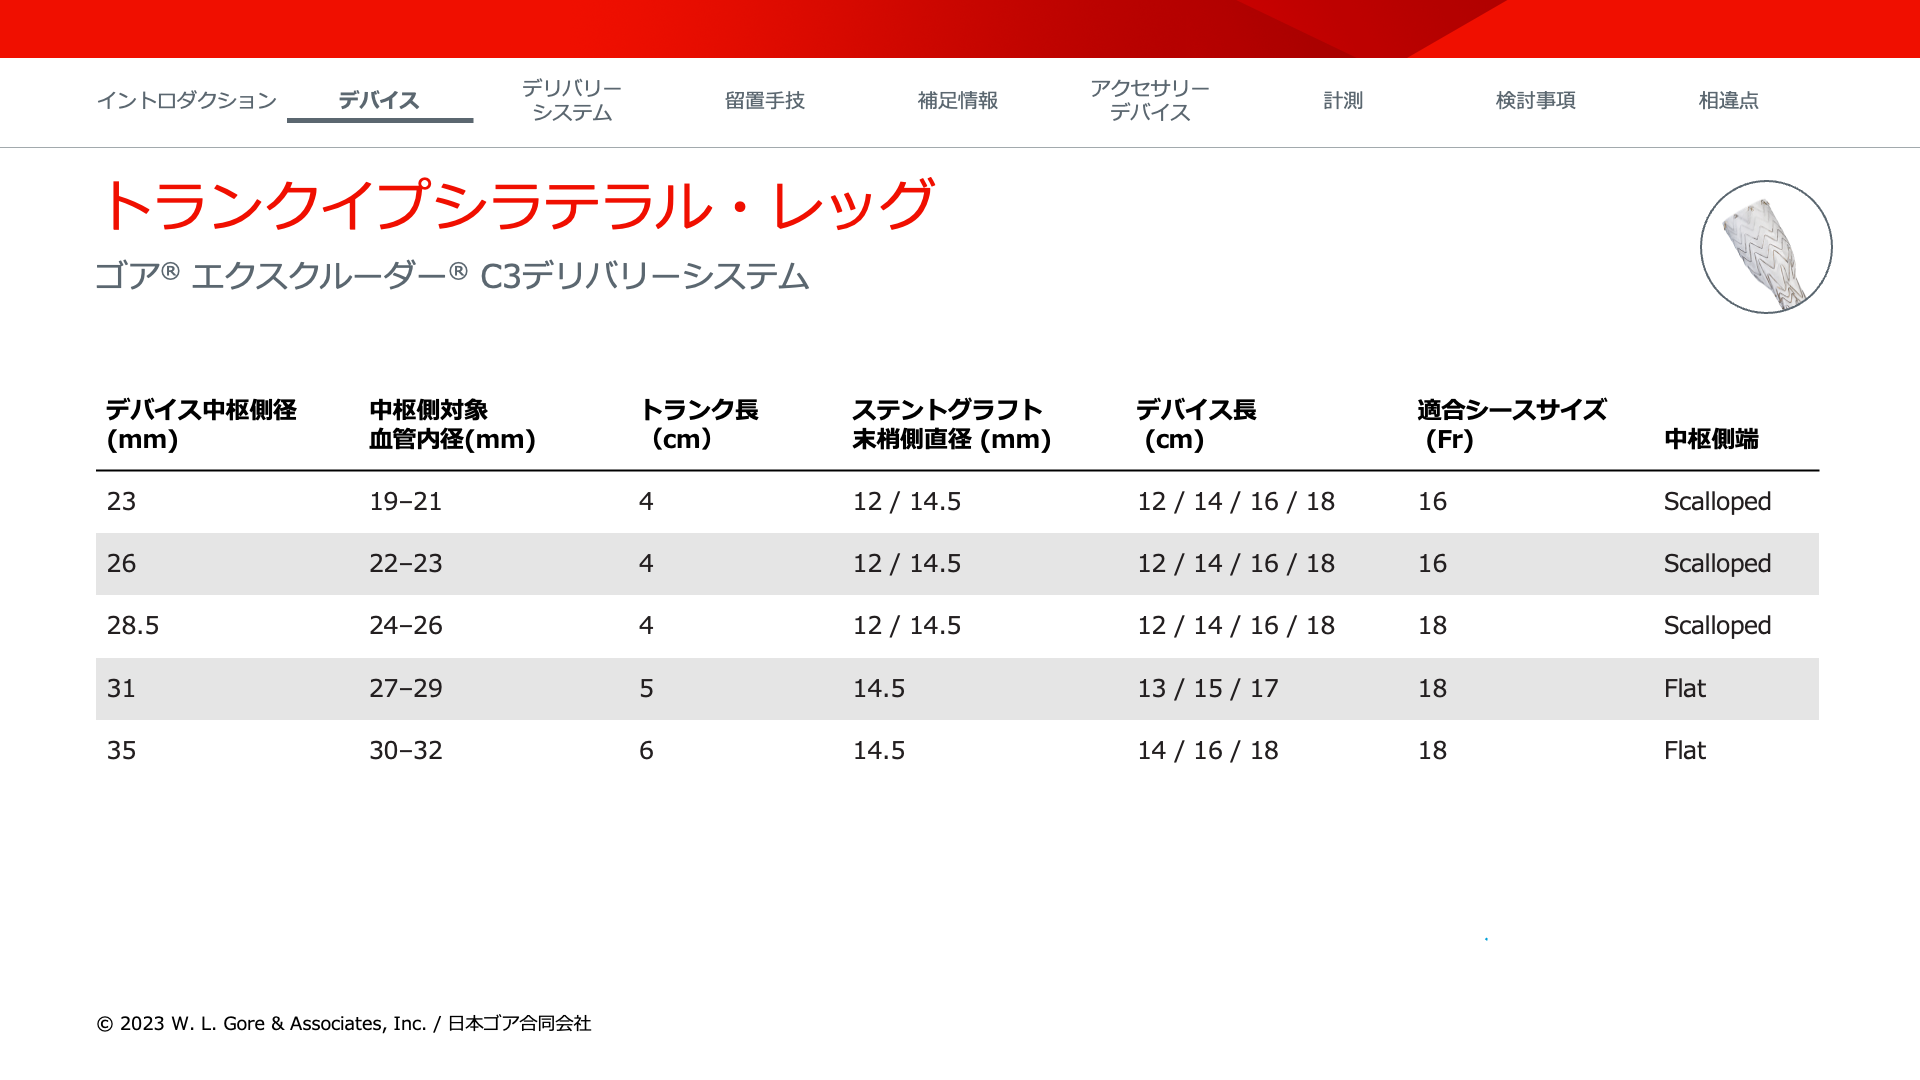 イントロダクション
デバイス
デリバリー
システム
留置手技
補足情報
アクセサリー
デバイス
計測
検討事項
相違点
トランクイプシラテラル・レッグ
ゴア® エクスクルーダー® C3デリバリーシステム
デバイス中枢側径
(mm)
中枢側対象
血管内径(mm)
トランク長
（cm）
ステントグラフト
末梢側直径 (mm)
デバイス長
(cm)
適合シースサイズ
(Fr)
中枢側端
23 19–21 4 12 / 14.5 12 / 14 / 16 / 18 16 Scalloped
26 22–23 4 12 / 14.5 12 / 14 / 16 / 18 16 Scalloped
28.5 24–26 4 12 / 14.5 12 / 14 / 16 / 18 18 Scalloped
31 27–29 5 14.5 13 / 15 / 17 18 Flat
35 30–32 6 14.5 14 / 16 / 18 18 Flat
© 2023 W. L. Gore & Associates, Inc. / 日本ゴア合同会社